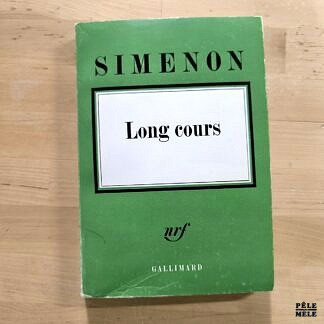 SIMENON
Long cours
nrf
GALLIMARD
PÊLE
MÊLE